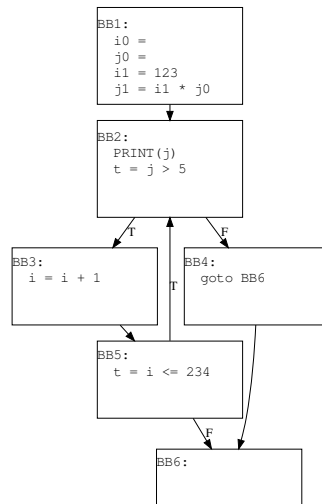 BB1:
i0 =
j0 =
i1 = 123
j1 = i1 * j0
BB2:
PRINT(j)
t = j > 5
T
F
BB3:
i = i + 1
T
BB4:
goto BB6
BB5:
t = i <= 234
F
BB6: